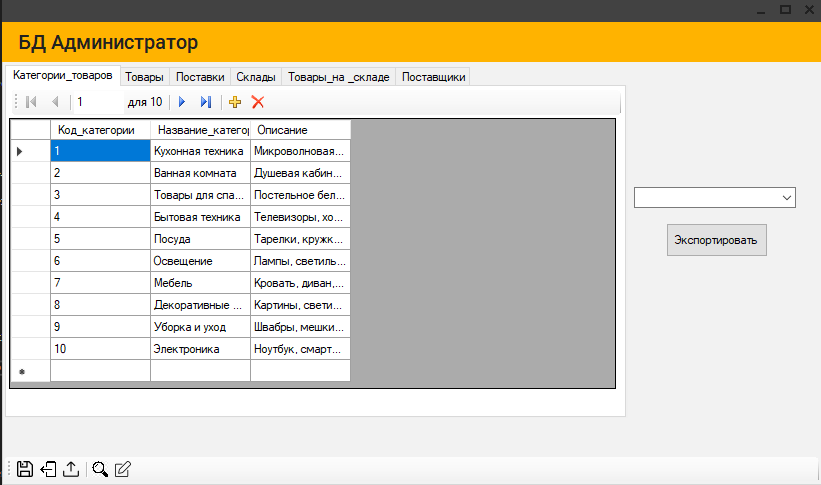 БД Администратор
Категории_товаров Товары Поставки Склады Товары_на _складе Поставщики
1 для 10
Код_категории Название_категор Описание
1 Кухонная техника Микроволновая...
2 Ванная комната Душевая кабин...
3 Товары для спа... Постельное бел...
4 Бытовая техника Телевизоры, хо...
5 Посуда Тарелки, кружк...
6 Освещение Лампы, светиль...
7 Мебель Кровать, диван,...
8 Декоративные ... Картины, свети...
9 Уборка и уход Швабры, мешки...
10 Электроника Ноутбук, смарт...
Экспортировать